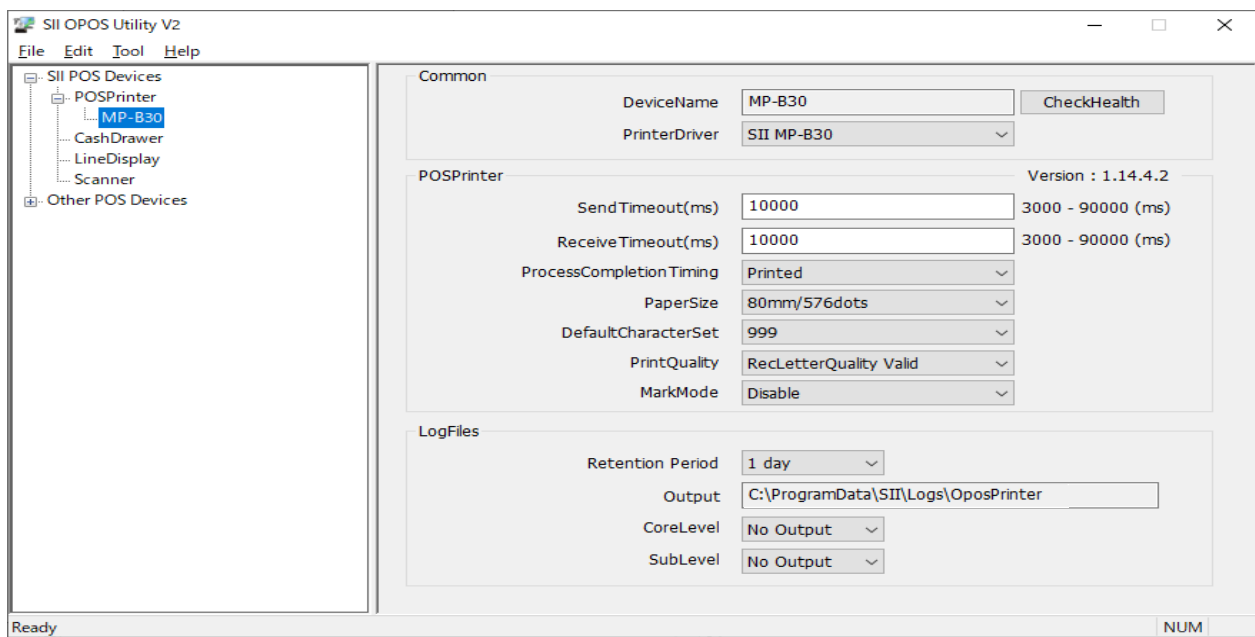 SII OPOS Utility V2
File Edit Tool Help
SII POS Devices
POSPrinter
MP-B30
CashDrawer
LineDisplay
Scanner
Other POS Devices
Common
DeviceName MP-B30 CheckHealth
PrinterDriver SII MP-B30
POSPrinter Version : 1.14.4.2
SendTimeout(ms) 10000 3000 - 90000 (ms)
ReceiveTimeout(ms) 10000 3000 - 90000 (ms)
ProcessCompletionTiming Printed
PaperSize 80mm/576dots
DefaultCharacterSet 999
PrintQuality RecLetterQuality Valid
MarkMode Disable
LogFiles
Retention Period 1 day
Output C:\ProgramData\SII\Logs\OposPrinter
CoreLevel No Output
SubLevel No Output
Ready NUM